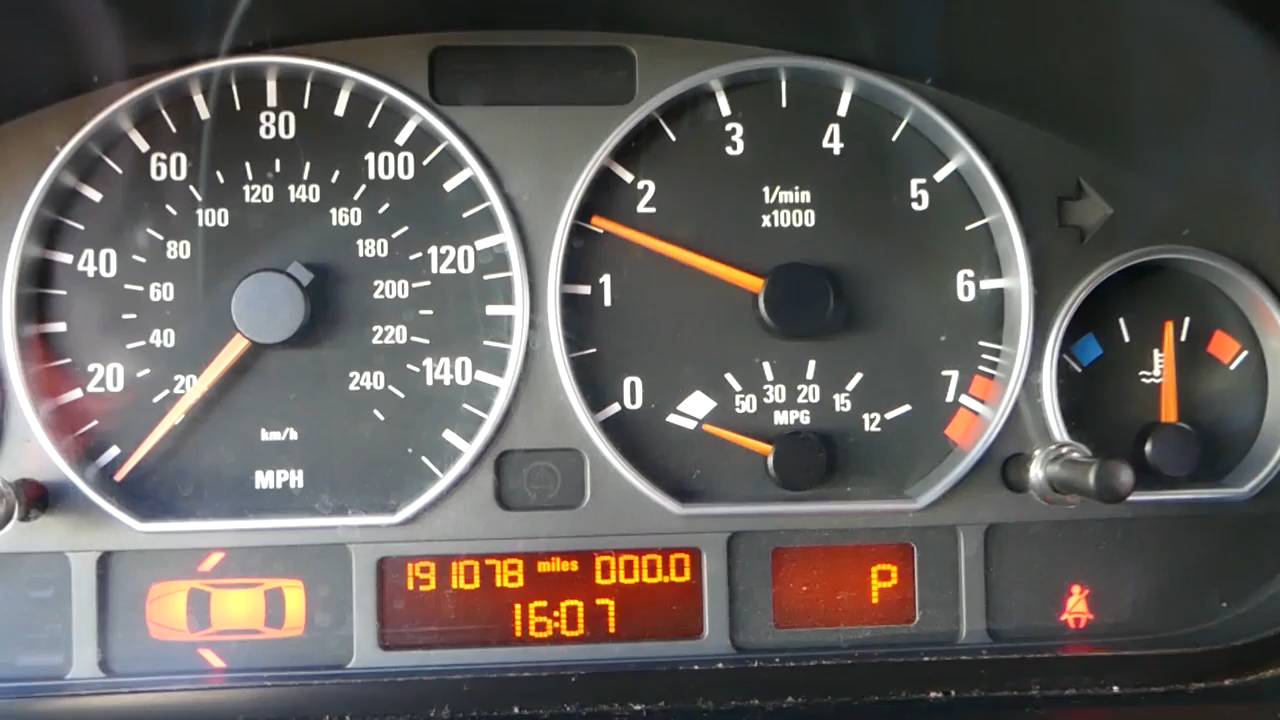 20 40 60 80 100 120 140
20 40 60 80 100 120 140 160 180 200 220 240
km/h
MPH
0 1 2 3 4 5 6 7
1/min
x1000
50 30 20 15 12
MPG
191078 miles 000.0
16:07
P